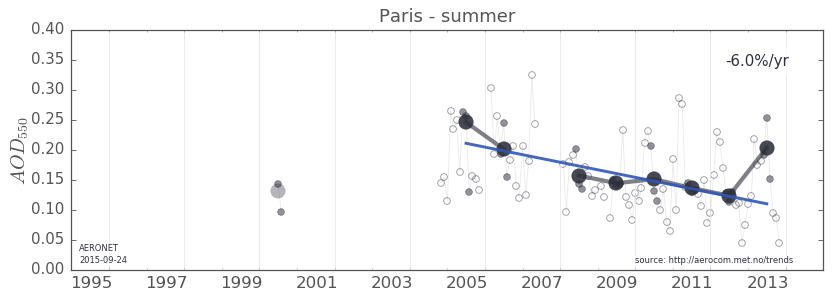 Paris - summer
0.40
0.35
0.30
0.25
0.20
0.15
0.10
0.05
0.00
AOD550
-6.0%/yr
AERONET
2015-09-24
source: http://aerocom.met.no/trends
1995 1997 1999 2001 2003 2005 2007 2009 2011 2013